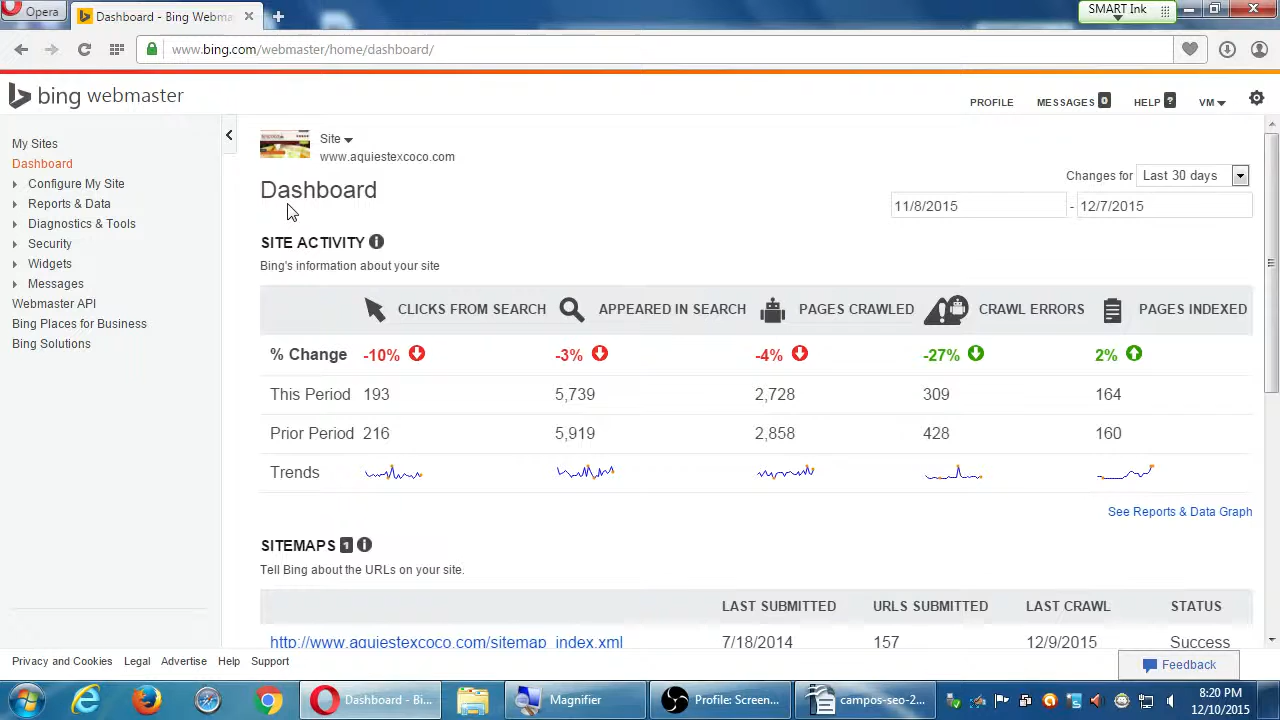 Opera
Dashboard - Bing Webma
SMART Ink
www.bing.com/webmaster/home/dashboard/
bing webmaster
PROFILE
MESSAGES 0
HELP ?
VM
My Sites
Dashboard
Configure My Site
Reports & Data
Diagnostics & Tools
Security
Widgets
Messages
Webmaster API
Bing Places for Business
Bing Solutions
Site
www.aquiestexcoco.com
Dashboard
Changes for Last 30 days
11/8/2015 - 12/7/2015
SITE ACTIVITY
Bing's information about your site
CLICKS FROM SEARCH APPEARED IN SEARCH PAGES CRAWLED CRAWL ERRORS PAGES INDEXED
% Change -10% -3% -4% -27% 2%
This Period 193 5,739 2,728 309 164
Prior Period 216 5,919 2,858 428 160
Trends
See Reports & Data Graph
SITEMAPS 1
Tell Bing about the URLs on your site.
LAST SUBMITTED URLS SUBMITTED LAST CRAWL STATUS
http://www.aquiestexcoco.com/sitemap_index.xml 7/18/2014 157 12/9/2015 Success
Privacy and Cookies Legal Advertise Help Support
Feedback
Dashboard - Bi...
Magnifier
Profile: Screen...
campos-seo-2...
8:20 PM
12/10/2015